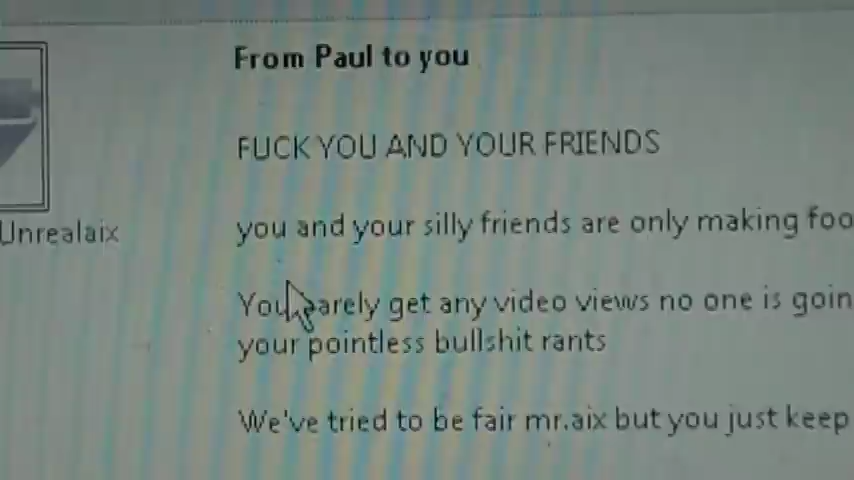 From Paul to you
FUCK YOU AND YOUR FRIENDS
Unrealaix
you and your silly friends are only making foo
You rarely get any video views no one is goin
your pointless bullshit rants
We've tried to be fair mr.aix but you just keep